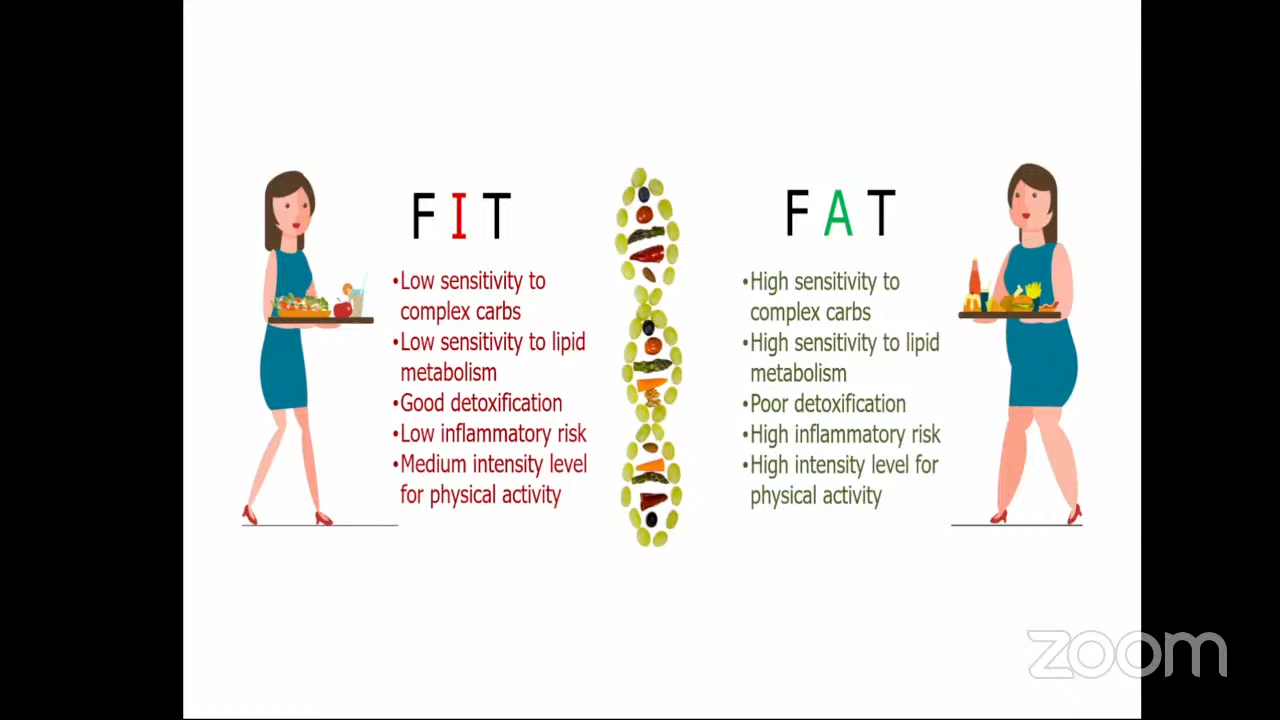 F I T
•Low sensitivity to
complex carbs
•Low sensitivity to lipid
metabolism
•Good detoxification
•Low inflammatory risk
•Medium intensity level
for physical activity
F A T
•High sensitivity to
complex carbs
•High sensitivity to lipid
metabolism
•Poor detoxification
•High inflammatory risk
•High intensity level for
physical activity
zoom